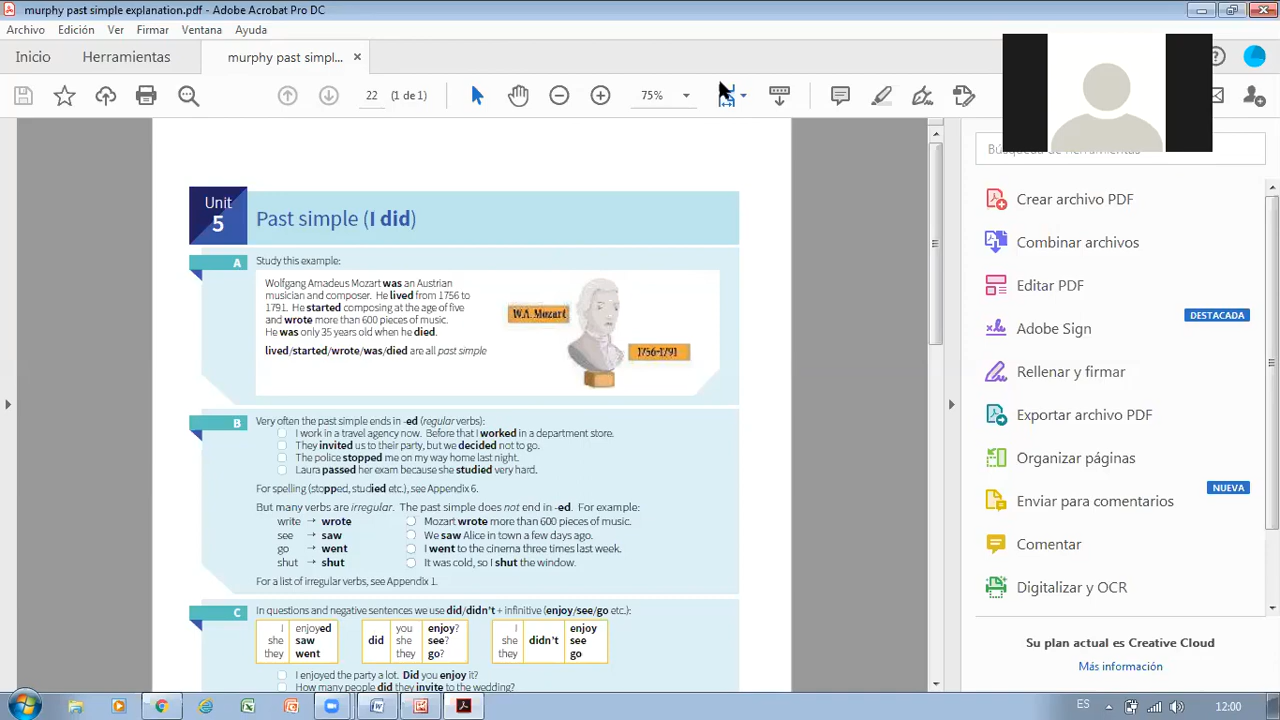 murphy past simple explanation.pdf - Adobe Acrobat Pro DC
Archivo Edición Ver Firmar Ventana Ayuda
Inicio Herramientas murphy past simpl... ×
22 (1 de 1) 75%
Unit
5
Past simple (I did)
A
Study this example:
Wolfgang Amadeus Mozart was an Austrian
musician and composer. He lived from 1756 to
1791. He started composing at the age of five
and wrote more than 600 pieces of music.
He was only 35 years old when he died.
lived/started/wrote/was/died are all past simple
W.A. Mozart
1756-1791
B
Very often the past simple ends in -ed (regular verbs):
I work in a travel agency now. Before that I worked in a department store.
They invited us to their party, but we decided not to go.
The police stopped me on my way home last night.
Laura passed her exam because she studied very hard.
For spelling (stopped, studied etc.), see Appendix 6.
But many verbs are irregular. The past simple does not end in -ed. For example:
write → wrote Mozart wrote more than 600 pieces of music.
see → saw We saw Alice in town a few days ago.
go → went I went to the cinema three times last week.
shut → shut It was cold, so I shut the window.
For a list of irregular verbs, see Appendix 1.
C
In questions and negative sentences we use did/didn't + infinitive (enjoy/see/go etc.):
I enjoyed you enjoy? I enjoy
she saw did she see? she didn't see
they went they go? they go
I enjoyed the party a lot. Did you enjoy it?
How many people did they invite to the wedding?
Búsqueda de herramientas
Crear archivo PDF
Combinar archivos
Editar PDF
DESTACADA
Adobe Sign
Rellenar y firmar
Exportar archivo PDF
Organizar páginas
NUEVA
Enviar para comentarios
Comentar
Digitalizar y OCR
Su plan actual es Creative Cloud
Más información
ES 12:00